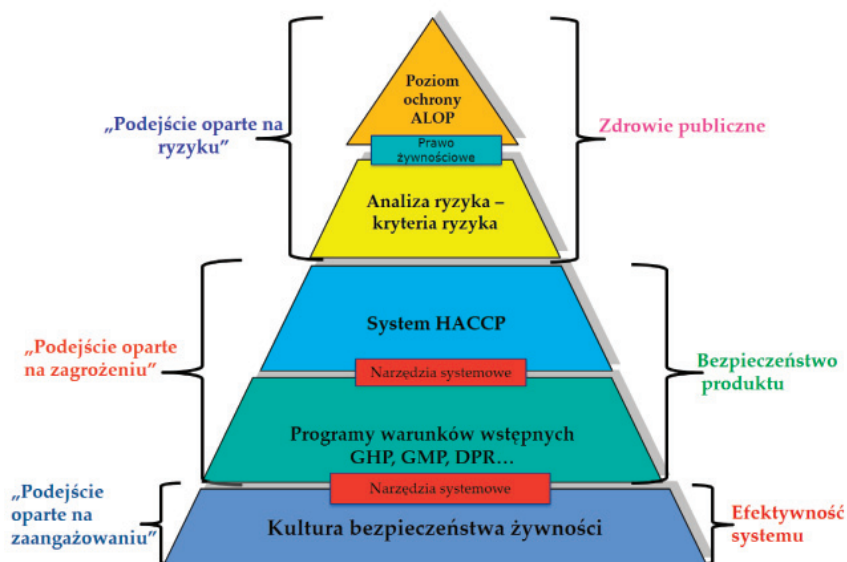 Poziom
ochrony
ALOP
„Podejście oparte na
ryzyku”
Zdrowie publiczne
Prawo
żywnościowe
Analiza ryzyka –
kryteria ryzyka
System HACCP
„Podejście oparte
na zagrożeniu”
Bezpieczeństwo
produktu
Narzędzia systemowe
Programy warunków wstępnych
GHP, GMP, DPR...
Narzędzia systemowe
„Podejście
oparte na
zaangażowaniu”
Kultura bezpieczeństwa żywności
Efektywność
systemu